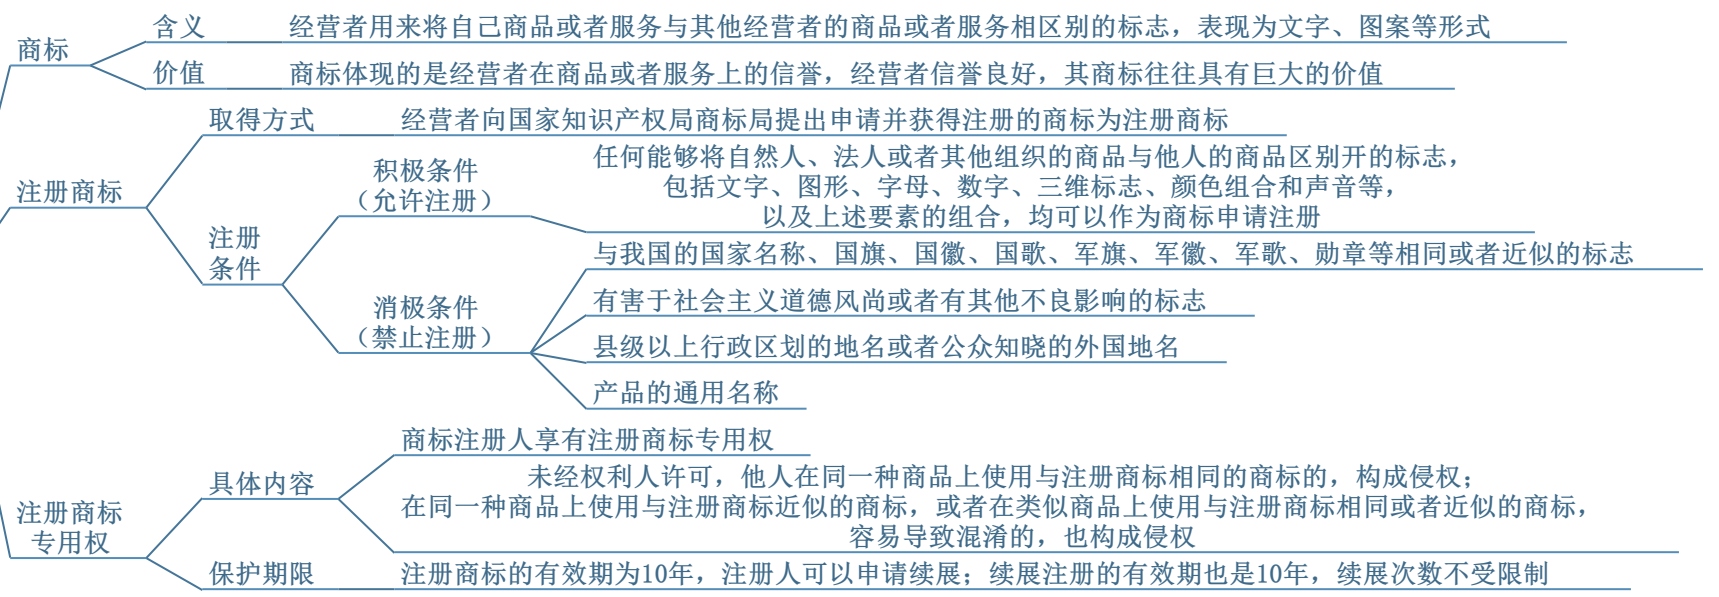 商标
含义
经营者用来将自己商品或者服务与其他经营者的商品或者服务相区别的标志，表现为文字、图案等形式
价值
商标体现的是经营者在商品或者服务上的信誉，经营者信誉良好，其商标往往具有巨大的价值
注册商标
取得方式
经营者向国家知识产权局商标局提出申请并获得注册的商标为注册商标
注册
条件
积极条件
（允许注册）
任何能够将自然人、法人或者其他组织的商品与他人的商品区别开的标志，
包括文字、图形、字母、数字、三维标志、颜色组合和声音等，
以及上述要素的组合，均可以作为商标申请注册
消极条件
（禁止注册）
与我国的国家名称、国旗、国徽、国歌、军旗、军徽、军歌、勋章等相同或者近似的标志
有害于社会主义道德风尚或者有其他不良影响的标志
县级以上行政区划的地名或者公众知晓的外国地名
产品的通用名称
注册商标
专用权
具体内容
商标注册人享有注册商标专用权
未经权利人许可，他人在同一种商品上使用与注册商标相同的商标的，构成侵权；
在同一种商品上使用与注册商标近似的商标，或者在类似商品上使用与注册商标相同或者近似的商标，
容易导致混淆的，也构成侵权
保护期限
注册商标的有效期为10年，注册人可以申请续展；续展注册的有效期也是10年，续展次数不受限制